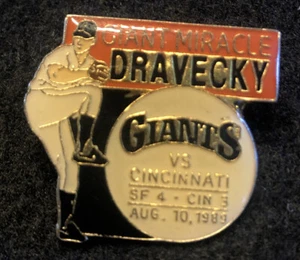 GIANT MIRACLE
DRAVECKY
GIANTS
VS
CINCINNATI
SF 4 - CIN 3
AUG. 10, 1989